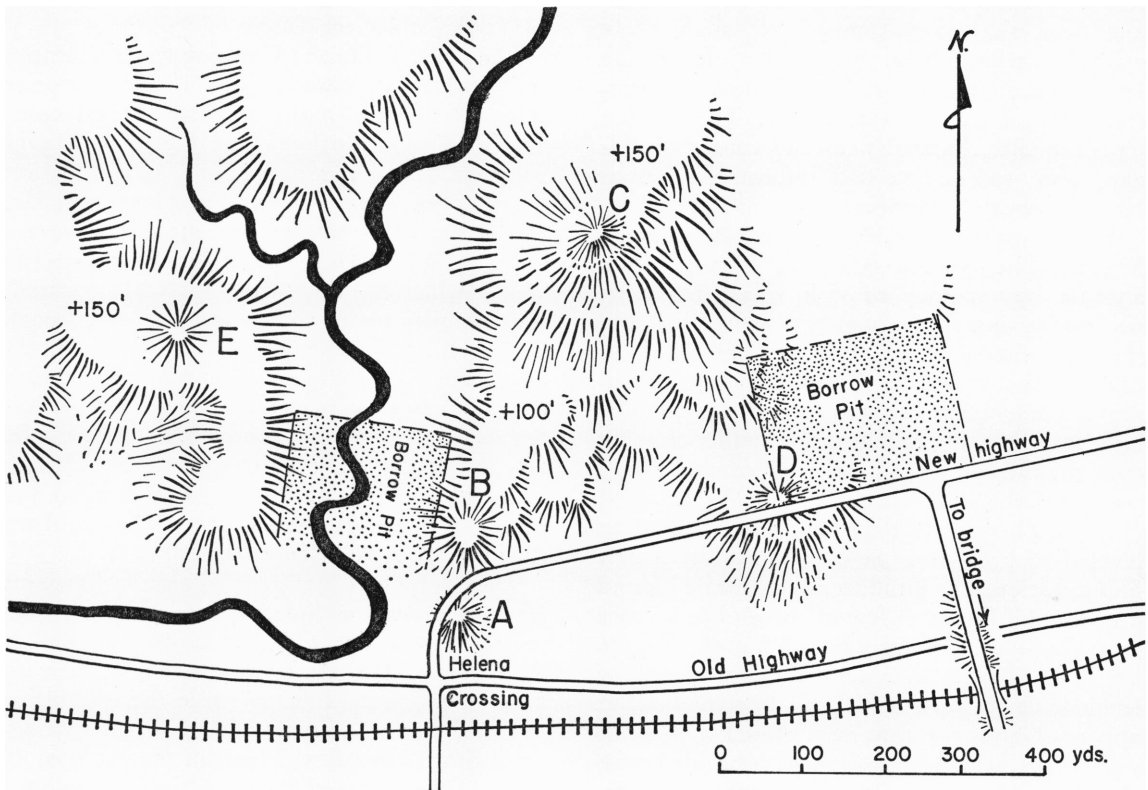 N.
+150'
C
+150'
E
+100'
Borrow
Pit
Borrow Pit
B
D
New highway
To bridge
A
Helena
Crossing
Old Highway
0 100 200 300 400 yds.